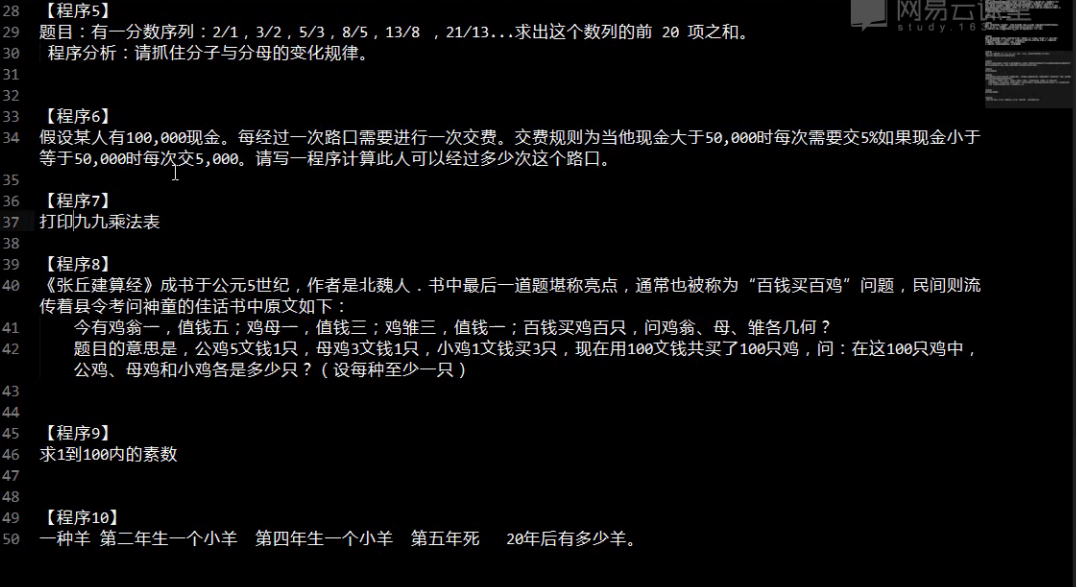 28 【程序5】
29 题目：有一分数序列：2/1，3/2，5/3，8/5，13/8 ，21/13...求出这个数列的前 20 项之和。
30 程序分析：请抓住分子与分母的变化规律。
31
32
33 【程序6】
34 假设某人有100,000现金。每经过一次路口需要进行一次交费。交费规则为当他现金大于50,000时每次需要交5%如果现金小于
等于50,000时每次交5,000。请写一程序计算此人可以经过多少次这个路口。
35
36 【程序7】
37 打印九九乘法表
38
39 【程序8】
40 《张丘建算经》成书于公元5世纪，作者是北魏人．书中最后一道题堪称亮点，通常也被称为“百钱买百鸡”问题，民间则流
传着县令考问神童的佳话书中原文如下：
41 今有鸡翁一，值钱五；鸡母一，值钱三；鸡雏三，值钱一；百钱买鸡百只，问鸡翁、母、雏各几何？
42 题目的意思是，公鸡5文钱1只，母鸡3文钱1只，小鸡1文钱买3只，现在用100文钱共买了100只鸡，问：在这100只鸡中，
公鸡、母鸡和小鸡各是多少只？（设每种至少一只）
43
44
45 【程序9】
46 求1到100内的素数
47
48
49 【程序10】
50 一种羊 第二年生一个小羊 第四年生一个小羊 第五年死 20年后有多少羊。
网易云课堂